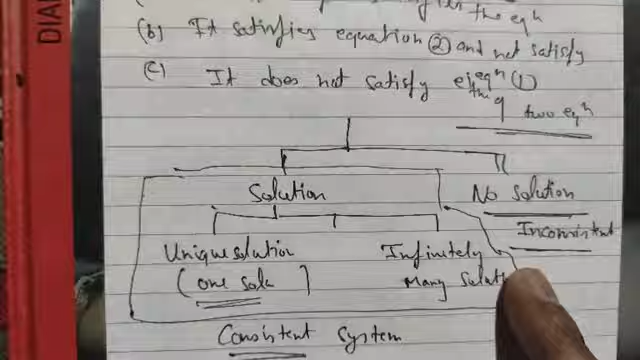 DIA
the eqn
(b) It satisfies equation ② and not satisfy
eqn (1)
(c) It does not satisfy
two eqn
Solution
No solution
Inconsistent
Unique solution
Infinitely
(one soln)
Many
Consistent system